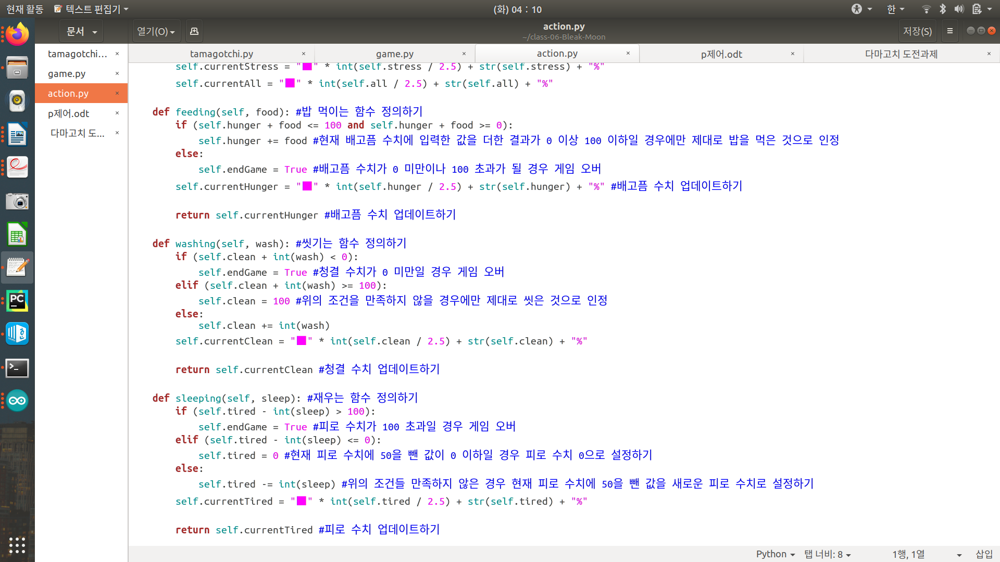 현재 활동 텍스트 편집기 (화) 04 : 10 한
문서 열기(O) action.py 저장(S)
~/class-06-Bleak-Moon
tamagotchi... × tamagotchi.py × game.py × action.py × p제어.odt × 다마고치 도전과제 ×
game.py ×
action.py ×
p제어.odt ×
다마고치 도... ×
self.currentStress = "■" * int(self.stress / 2.5) + str(self.stress) + "%"
self.currentAll = "■" * int(self.all / 2.5) + str(self.all) + "%"
def feeding(self, food): #밥 먹이는 함수 정의하기
if (self.hunger + food <= 100 and self.hunger + food >= 0):
self.hunger += food #현재 배고픔 수치에 입력한 값을 더한 결과가 0 이상 100 이하일 경우에만 제대로 밥을 먹은 것으로 인정
else:
self.endGame = True #배고픔 수치가 0 미만이나 100 초과가 될 경우 게임 오버
self.currentHunger = "■" * int(self.hunger / 2.5) + str(self.hunger) + "%" #배고픔 수치 업데이트하기
return self.currentHunger #배고픔 수치 업데이트하기
def washing(self, wash): #씻기는 함수 정의하기
if (self.clean + int(wash) < 0):
self.endGame = True #청결 수치가 0 미만일 경우 게임 오버
elif (self.clean + int(wash) >= 100):
self.clean = 100 #위의 조건을 만족하지 않을 경우에만 제대로 씻은 것으로 인정
else:
self.clean += int(wash)
self.currentClean = "■" * int(self.clean / 2.5) + str(self.clean) + "%"
return self.currentClean #청결 수치 업데이트하기
def sleeping(self, sleep): #재우는 함수 정의하기
if (self.tired - int(sleep) > 100):
self.endGame = True #피로 수치가 100 초과일 경우 게임 오버
elif (self.tired - int(sleep) <= 0):
self.tired = 0 #현재 피로 수치에 50을 뺀 값이 0 이하일 경우 피로 수치 0으로 설정하기
else:
self.tired -= int(sleep) #위의 조건들 만족하지 않은 경우 현재 피로 수치에 50을 뺀 값을 새로운 피로 수치로 설정하기
self.currentTired = "■" * int(self.tired / 2.5) + str(self.tired) + "%"
return self.currentTired #피로 수치 업데이트하기
Python 탭 너비: 8 1행, 1열 삽입